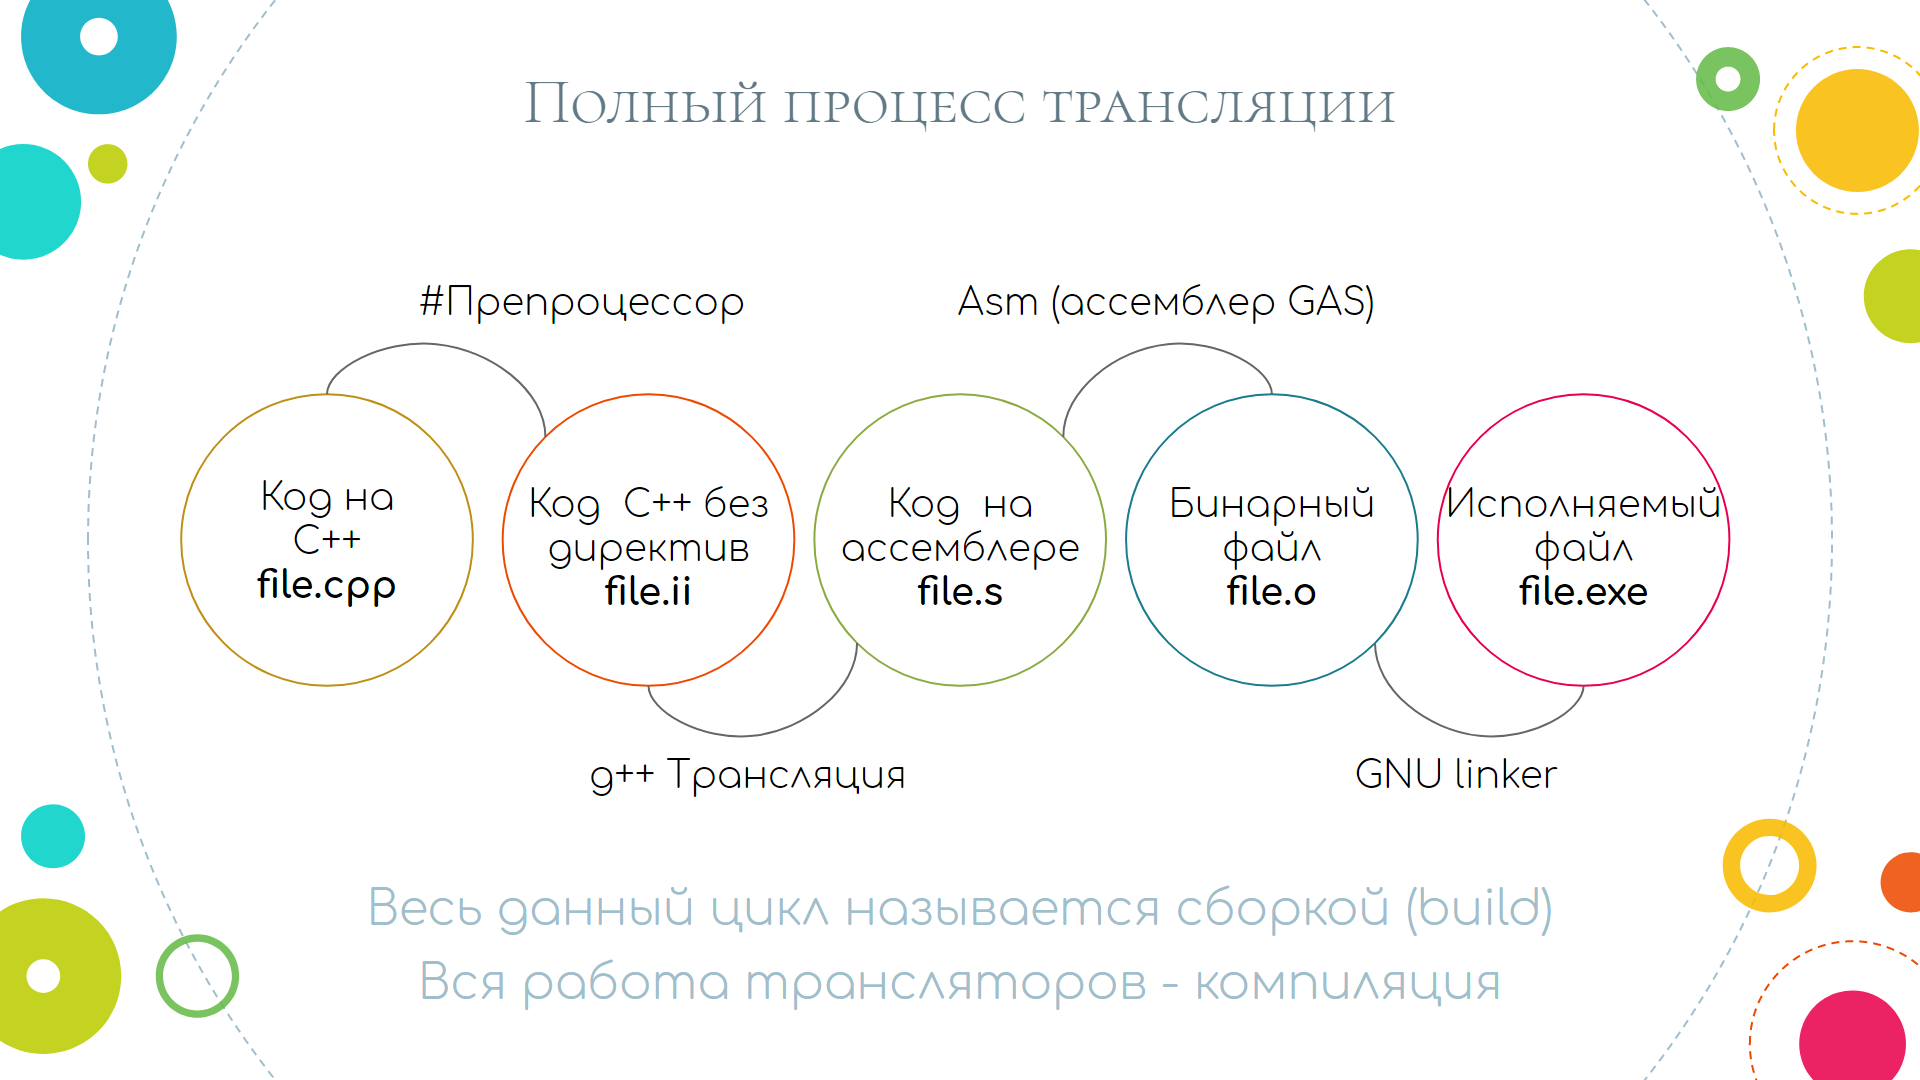 Полный процесс трансляции
#Препроцессор
Asm (ассемблер GAS)
Код на
C++
file.cpp
Код C++ без
директив
file.ii
Код на
ассемблере
file.s
Бинарный
файл
file.o
Исполняемый
файл
file.exe
g++ Трансляция
GNU linker
Весь данный цикл называется сборкой (build)
Вся работа трансляторов - компиляция